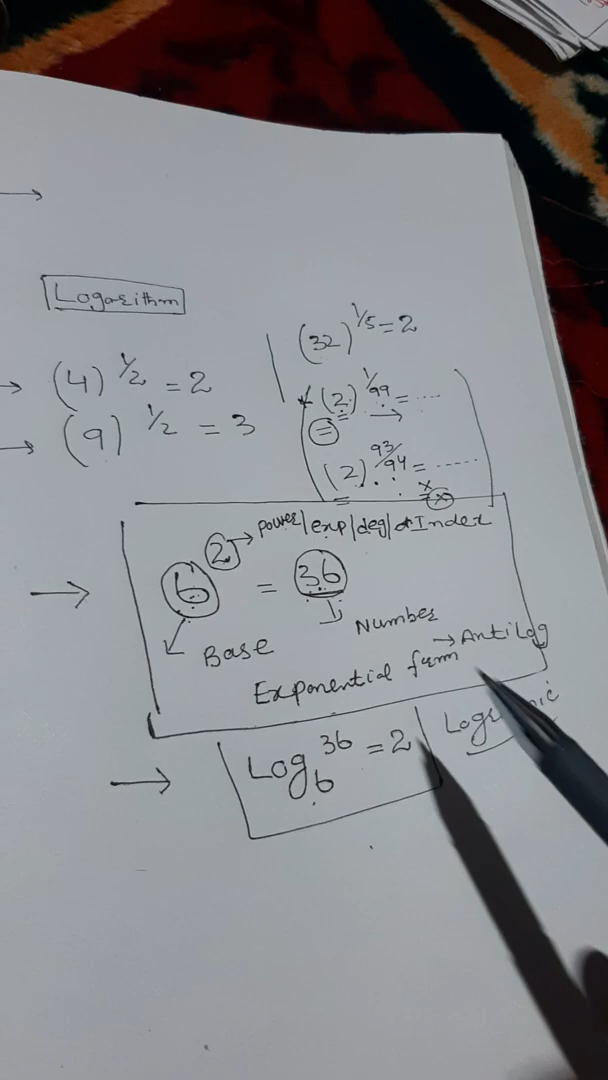 Logarithm
(4)^1/2 = 2
(9)^1/2 = 3
(32)^1/5 = 2
(2)^1/99 = ....
(2)^93/94 = ......
6^2 = 36
Power/exp/deg/Index
Base
Number
Exponential form → AntiLog
Log_6^36 = 2